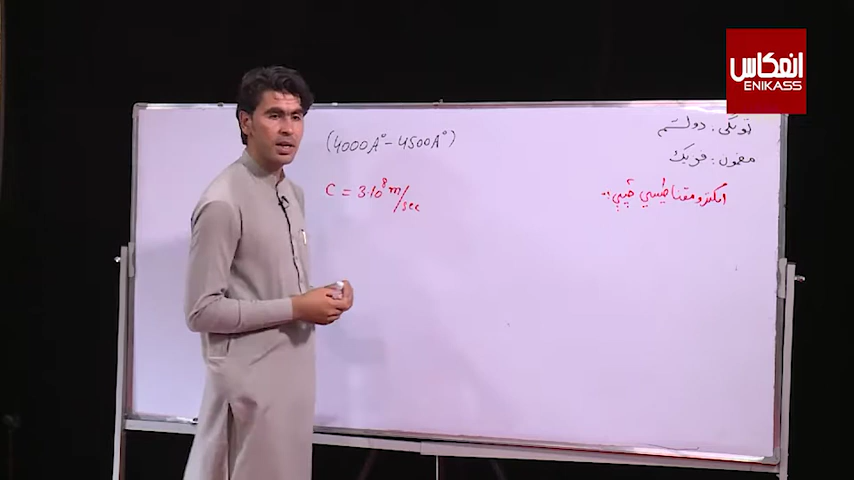 انعکاس
ENIKASS
ټولګی: دولسم
مضمون: فزیک
الکترومقناطیسي څپې:
(4000A° - 4500A°)
C = 3·10⁸ m/sec